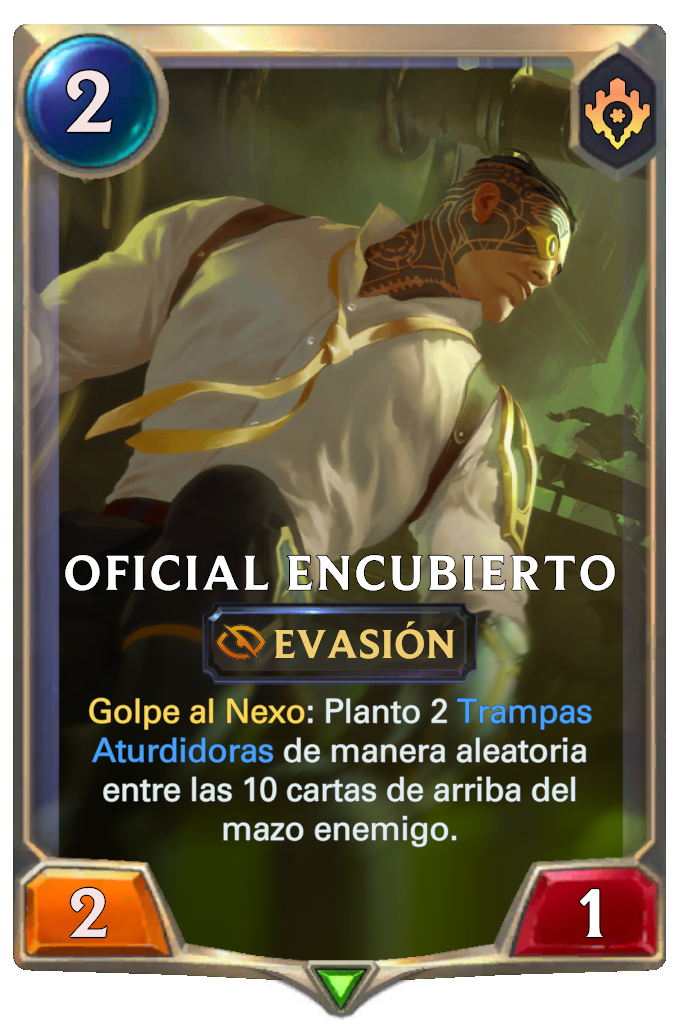 2
OFICIAL ENCUBIERTO
EVASIÓN
Golpe al Nexo: Planto 2 Trampas
Aturdidoras de manera aleatoria
entre las 10 cartas de arriba del
mazo enemigo.
2
1